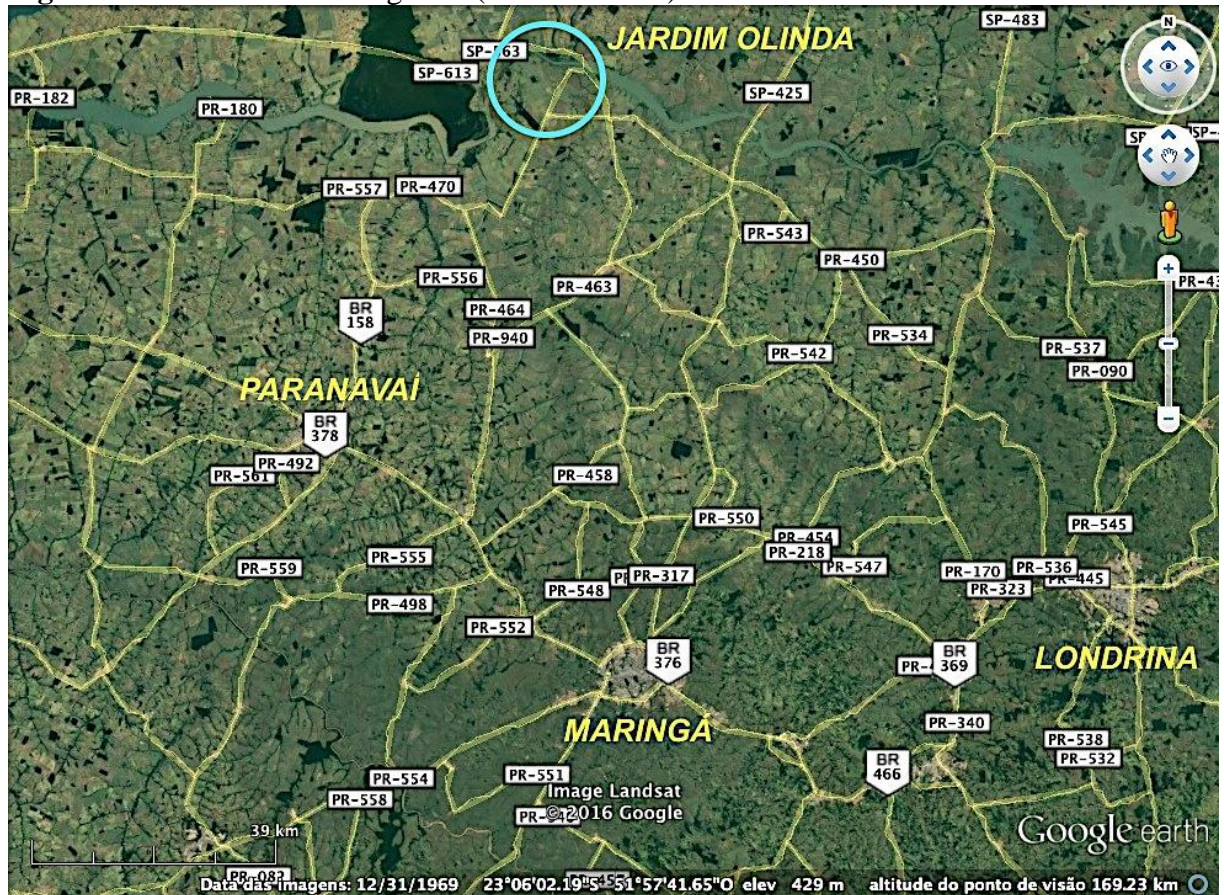 JARDIM OLINDA
SP-483
SP-563
SP-613
N
PR-182
PR-180
SP-425
PR-557
PR-470
PR-543
PR-450
PR-556
PR-463
PR-464
BR
158
PR-940
PR-534
PR-542
PR-537
PR-090
PARANAVAÍ
BR
378
PR-492
PR-561
PR-458
PR-550
PR-545
PR-454
PR-218
PR-555
PR-559
PR-547
PR-536
PR-170
PR-445
PR-317
PR-548
PR-323
PR-498
PR-552
BR
376
BR
369
LONDRINA
MARINGÁ
PR-340
PR-538
PR-532
BR
466
PR-554
PR-551
PR-558
Image Landsat
© 2016 Google
39 km
Google earth
Data das imagens: 12/31/1969 23°06'02.19"S 51°57'41.65"O elev 429 m altitude do ponto de visão 169.23 km